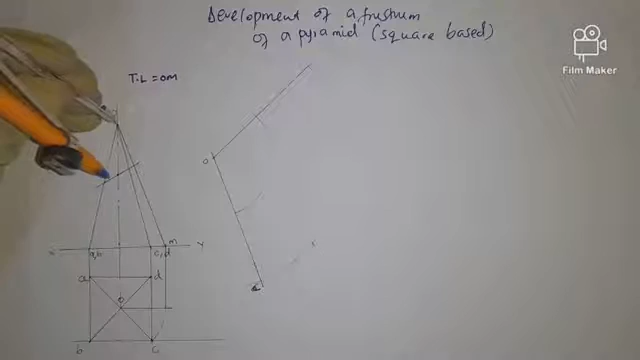 Development of a frustum
of a pyramid (square based)
Film Maker
T.L = om
o
x
a,b
c,d
m
Y
a
d
o
b
c